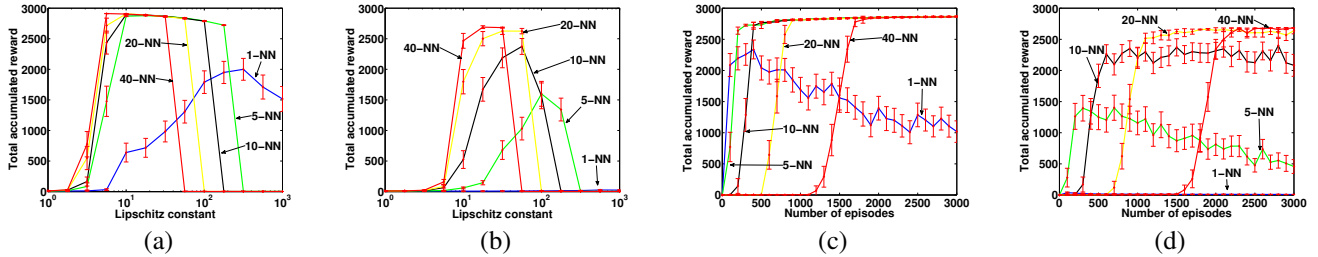 Total accumulated reward
3000
2500
2000
1500
1000
500
0
10^0
10^1
10^2
10^3
Lipschitz constant
20−NN
40−NN
1−NN
5−NN
10−NN
(a)
Total accumulated reward
3000
2500
2000
1500
1000
500
0
10^0
10^1
10^2
10^3
Lipschitz constant
40−NN
20−NN
10−NN
5−NN
1−NN
(b)
Total accumulated reward
3000
2500
2000
1500
1000
500
0
0
500
1000
1500
2000
2500
3000
Number of episodes
20−NN
40−NN
1−NN
10−NN
5−NN
(c)
Total accumulated reward
3000
2500
2000
1500
1000
500
0
0
500
1000
1500
2000
2500
3000
Number of episodes
20−NN
40−NN
10−NN
5−NN
1−NN
(d)